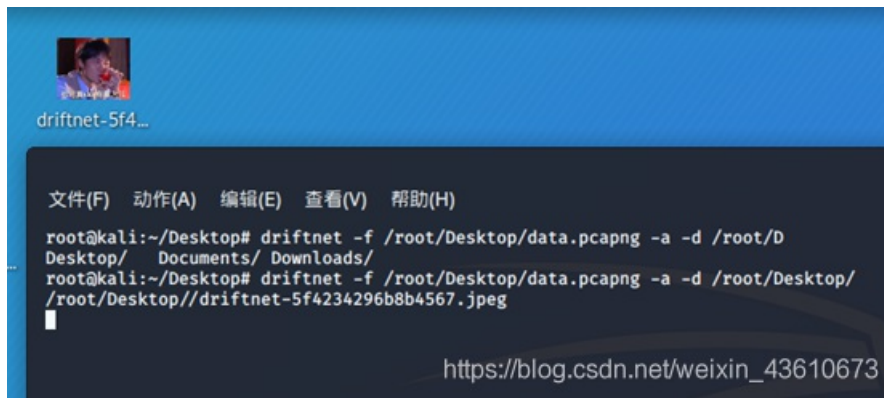 driftnet-5f4...
文件(F) 动作(A) 编辑(E) 查看(V) 帮助(H)
root@kali:~/Desktop# driftnet -f /root/Desktop/data.pcapng -a -d /root/D
Desktop/ Documents/ Downloads/
root@kali:~/Desktop# driftnet -f /root/Desktop/data.pcapng -a -d /root/Desktop/
/root/Desktop//driftnet-5f4234296b8b4567.jpeg
https://blog.csdn.net/weixin_43610673